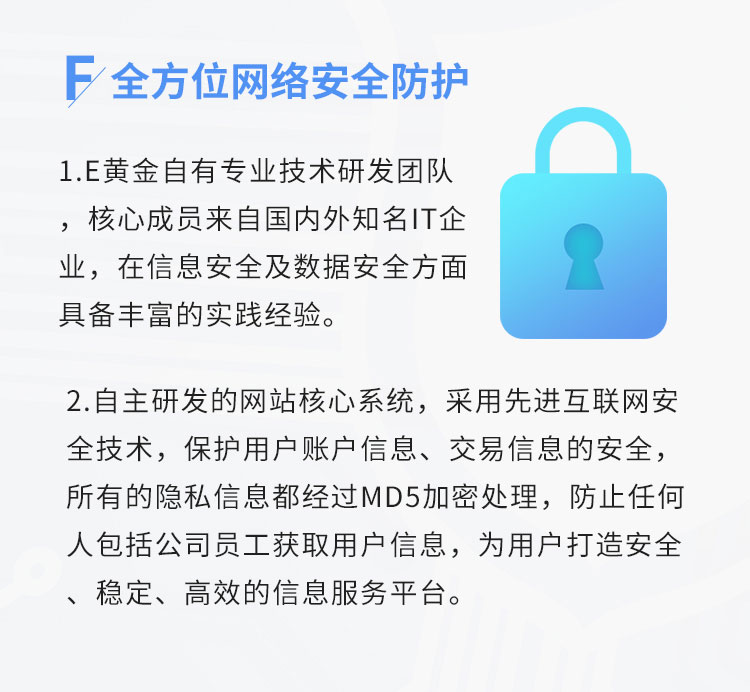 F 全方位网络安全防护
1.E黄金自有专业技术研发团队
，核心成员来自国内外知名IT企
业，在信息安全及数据安全方面
具备丰富的实践经验。
2.自主研发的网站核心系统，采用先进互联网安
全技术，保护用户账户信息、交易信息的安全，
所有的隐私信息都经过MD5加密处理，防止任何
人包括公司员工获取用户信息，为用户打造安全
、稳定、高效的信息服务平台。